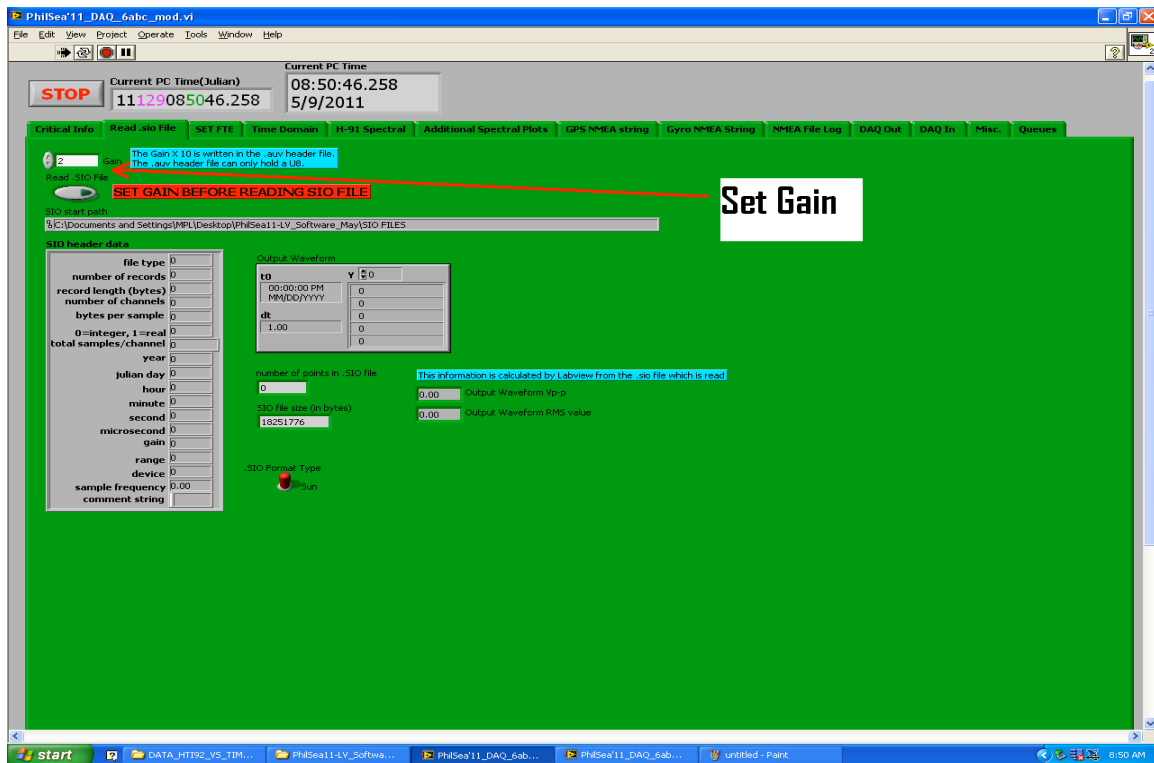 PhilSea'11_DAQ_6abc_mod.vi
File Edit View Project Operate Tools Window Help
2
STOP
Current PC Time(Julian)
11129085046.258
Current PC Time
08:50:46.258
5/9/2011
Critical Info Read .sio File SET FTE Time Domain H-91 Spectral Additional Spectral Plots GPS NMEA string Gyro NMEA String NMEA File Log DAQ Out DAQ In Misc. Queues
2 Gain
The Gain X 10 is written in the .auv header file.
The .auv header file can only hold a U8.
Read .SIO File
SET GAIN BEFORE READING SIO FILE
Set Gain
SIO start path
C:\Documents and Settings\MPL\Desktop\PhilSea11-LV_Software_May\SIO FILES
SIO header data
file type 0
number of records 0
record length (bytes) 0
number of channels 0
bytes per sample 0
0=integer, 1=real 0
total samples/channel 0
year 0
julian day 0
hour 0
minute 0
second 0
microsecond 0
gain 0
range 0
device 0
sample frequency 0.00
comment string
Output Waveform
t0
00:00:00 PM
MM/DD/YYYY
dt
1.00
Y 0
0
0
0
0
0
number of points in .SIO file
0
SIO file size (in bytes)
18251776
This information is calculated by Labview from the .sio file which is read
0.00 Output Waveform Vp-p
0.00 Output Waveform RMS value
.SIO Format Type
Sun
start DATA_HTI92_VS_TIM... PhilSea11-LV_Softwa... PhilSea'11_DAQ_6ab... PhilSea'11_DAQ_6ab... untitled - Paint 8:50 AM